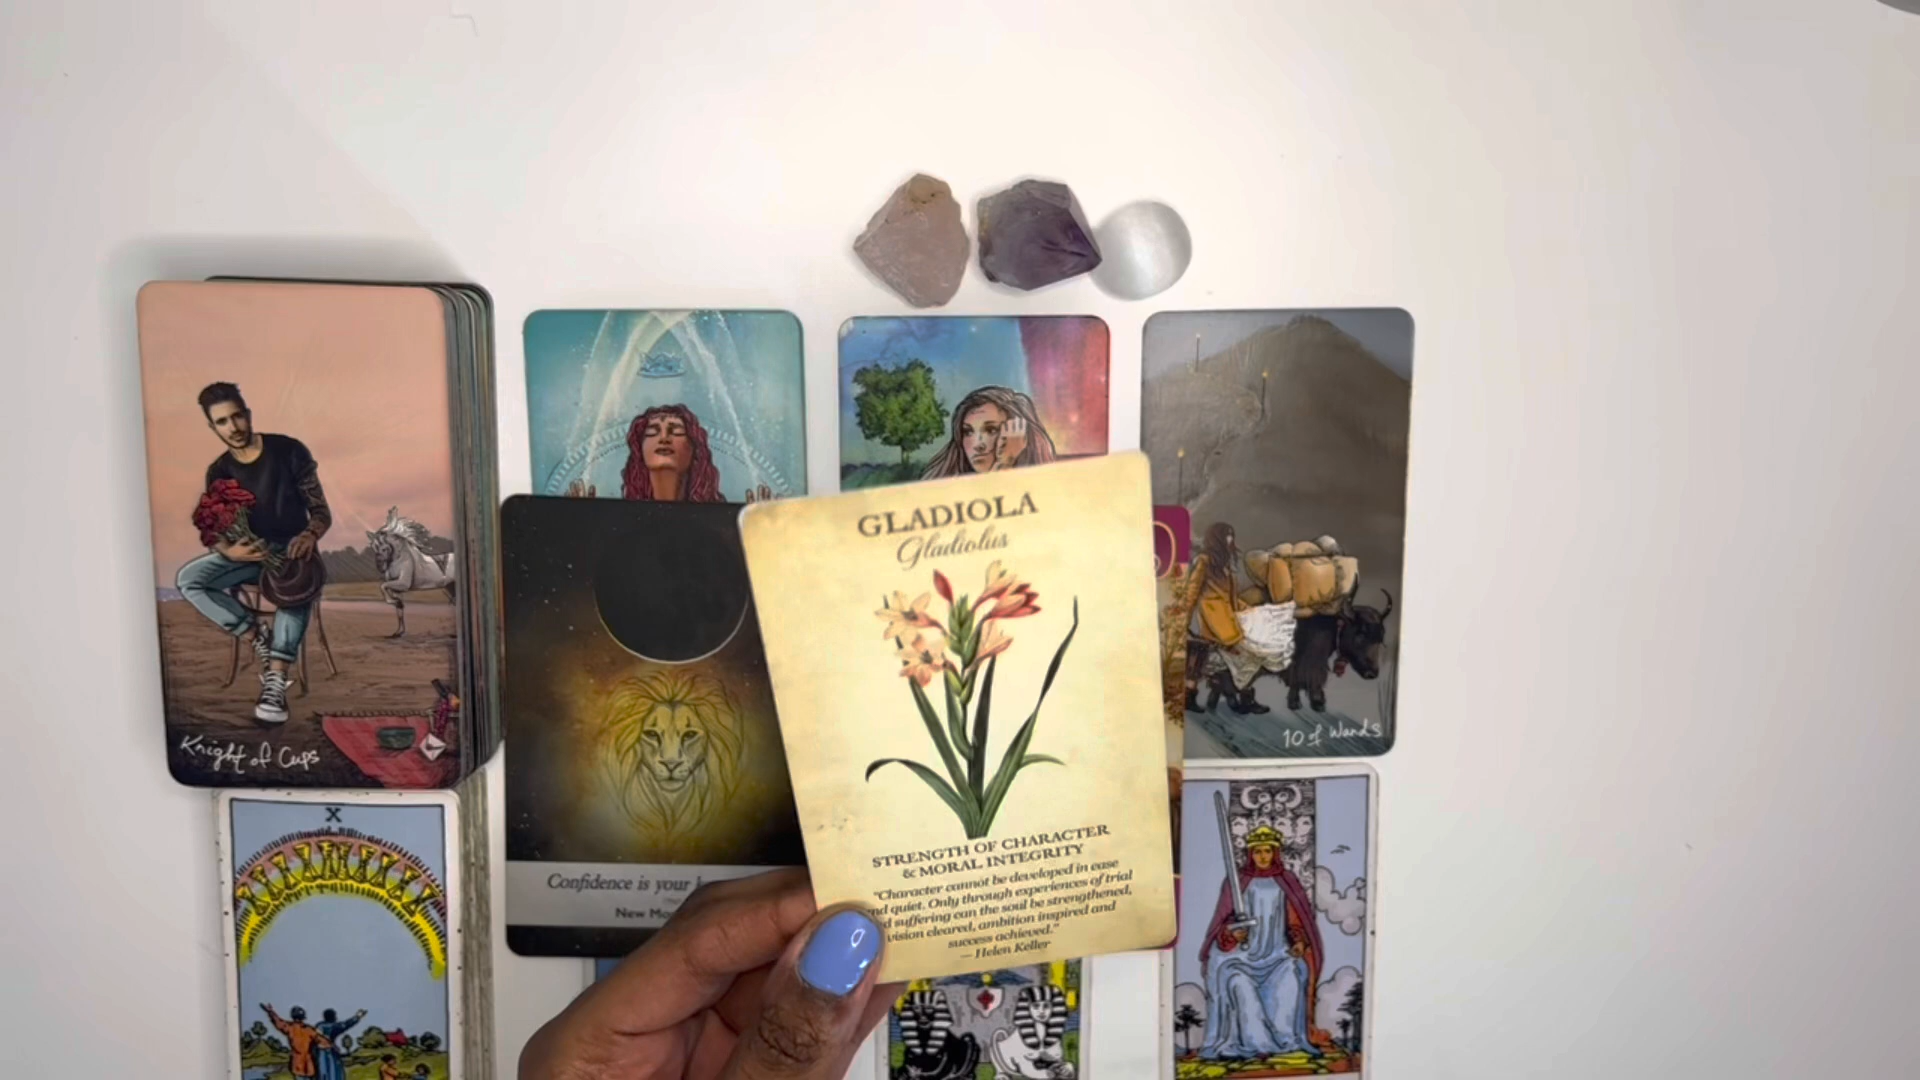 GLADIOLA
Gladiolus
STRENGTH OF CHARACTER
& MORAL INTEGRITY
"Character cannot be developed in ease
and quiet. Only through experiences of trial
and suffering can the soul be strengthened,
vision cleared, ambition inspired and
success achieved."
— Helen Keller
Knight of Cups
Confidence is your
New
10 of Wands
X